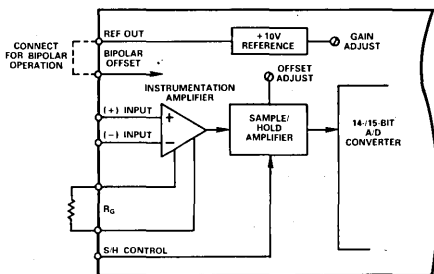 CONNECT
FOR BIPOLAR
OPERATION
REF OUT
BIPOLAR
OFFSET
+10V
REFERENCE
GAIN
ADJUST
OFFSET
ADJUST
INSTRUMENTATION
AMPLIFIER
(+) INPUT
(−) INPUT
+
−
SAMPLE/
HOLD
AMPLIFIER
14-/15-BIT
A/D
CONVERTER
RG
S/H CONTROL